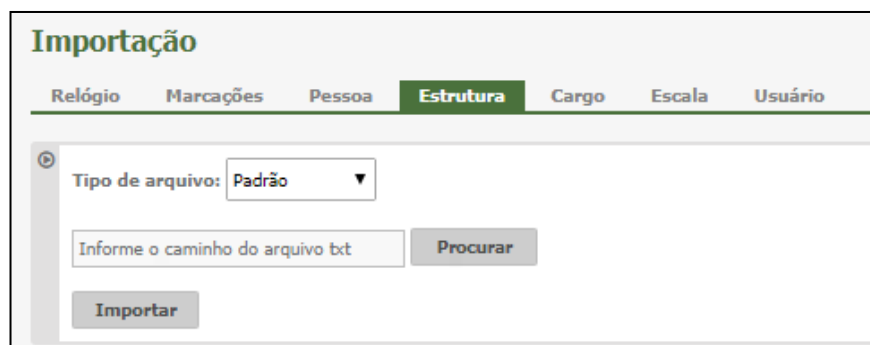 Importação
Relógio Marcações Pessoa Estrutura Cargo Escala Usuário
Tipo de arquivo: Padrão
Informe o caminho do arquivo txt Procurar
Importar